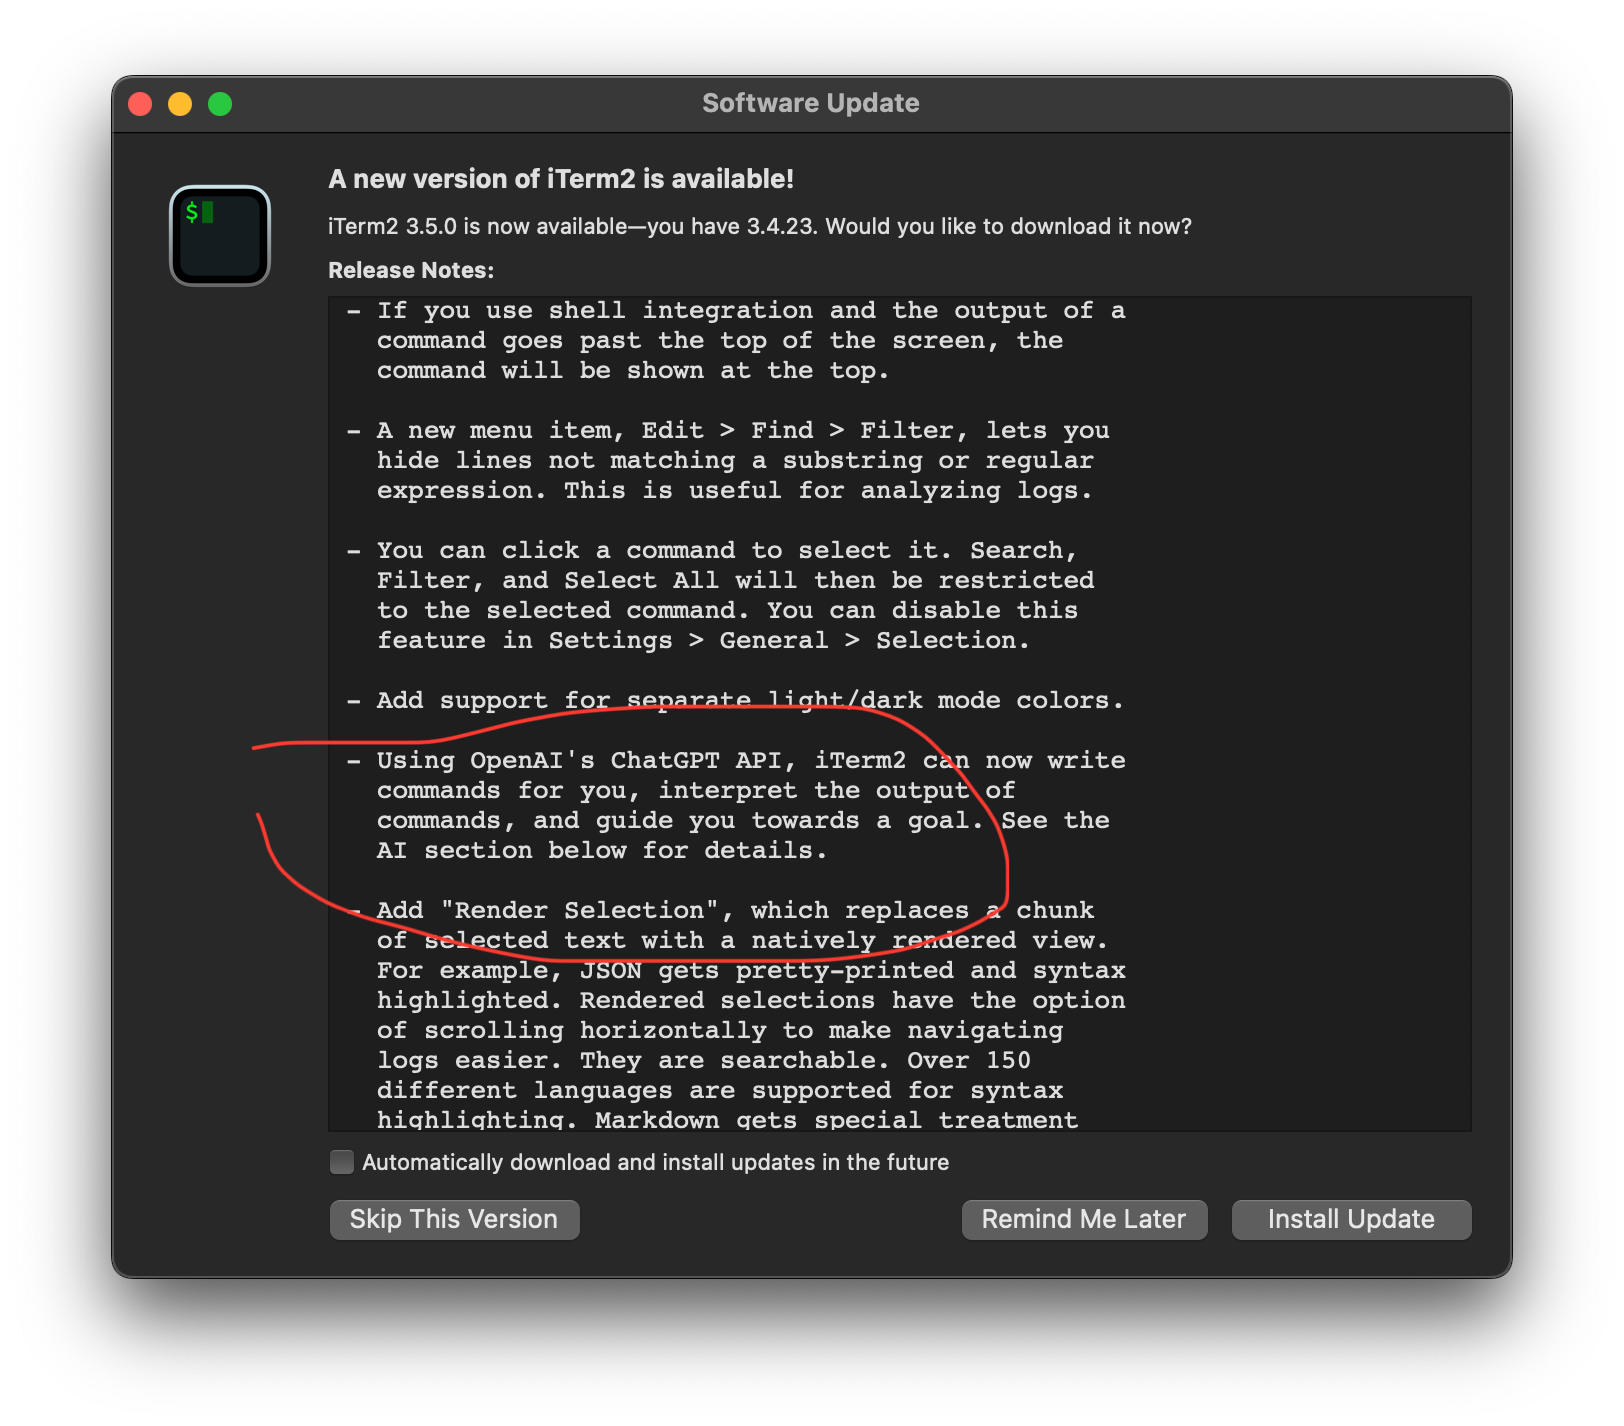 Software Update
$
A new version of iTerm2 is available!
iTerm2 3.5.0 is now available—you have 3.4.23. Would you like to download it now?
Release Notes:
- If you use shell integration and the output of a
command goes past the top of the screen, the
command will be shown at the top.
- A new menu item, Edit > Find > Filter, lets you
hide lines not matching a substring or regular
expression. This is useful for analyzing logs.
- You can click a command to select it. Search,
Filter, and Select All will then be restricted
to the selected command. You can disable this
feature in Settings > General > Selection.
- Add support for separate light/dark mode colors.
- Using OpenAI's ChatGPT API, iTerm2 can now write
commands for you, interpret the output of
commands, and guide you towards a goal. See the
AI section below for details.
- Add "Render Selection", which replaces a chunk
of selected text with a natively rendered view.
For example, JSON gets pretty-printed and syntax
highlighted. Rendered selections have the option
of scrolling horizontally to make navigating
logs easier. They are searchable. Over 150
different languages are supported for syntax
highlighting. Markdown gets special treatment
Automatically download and install updates in the future
Skip This Version
Remind Me Later
Install Update